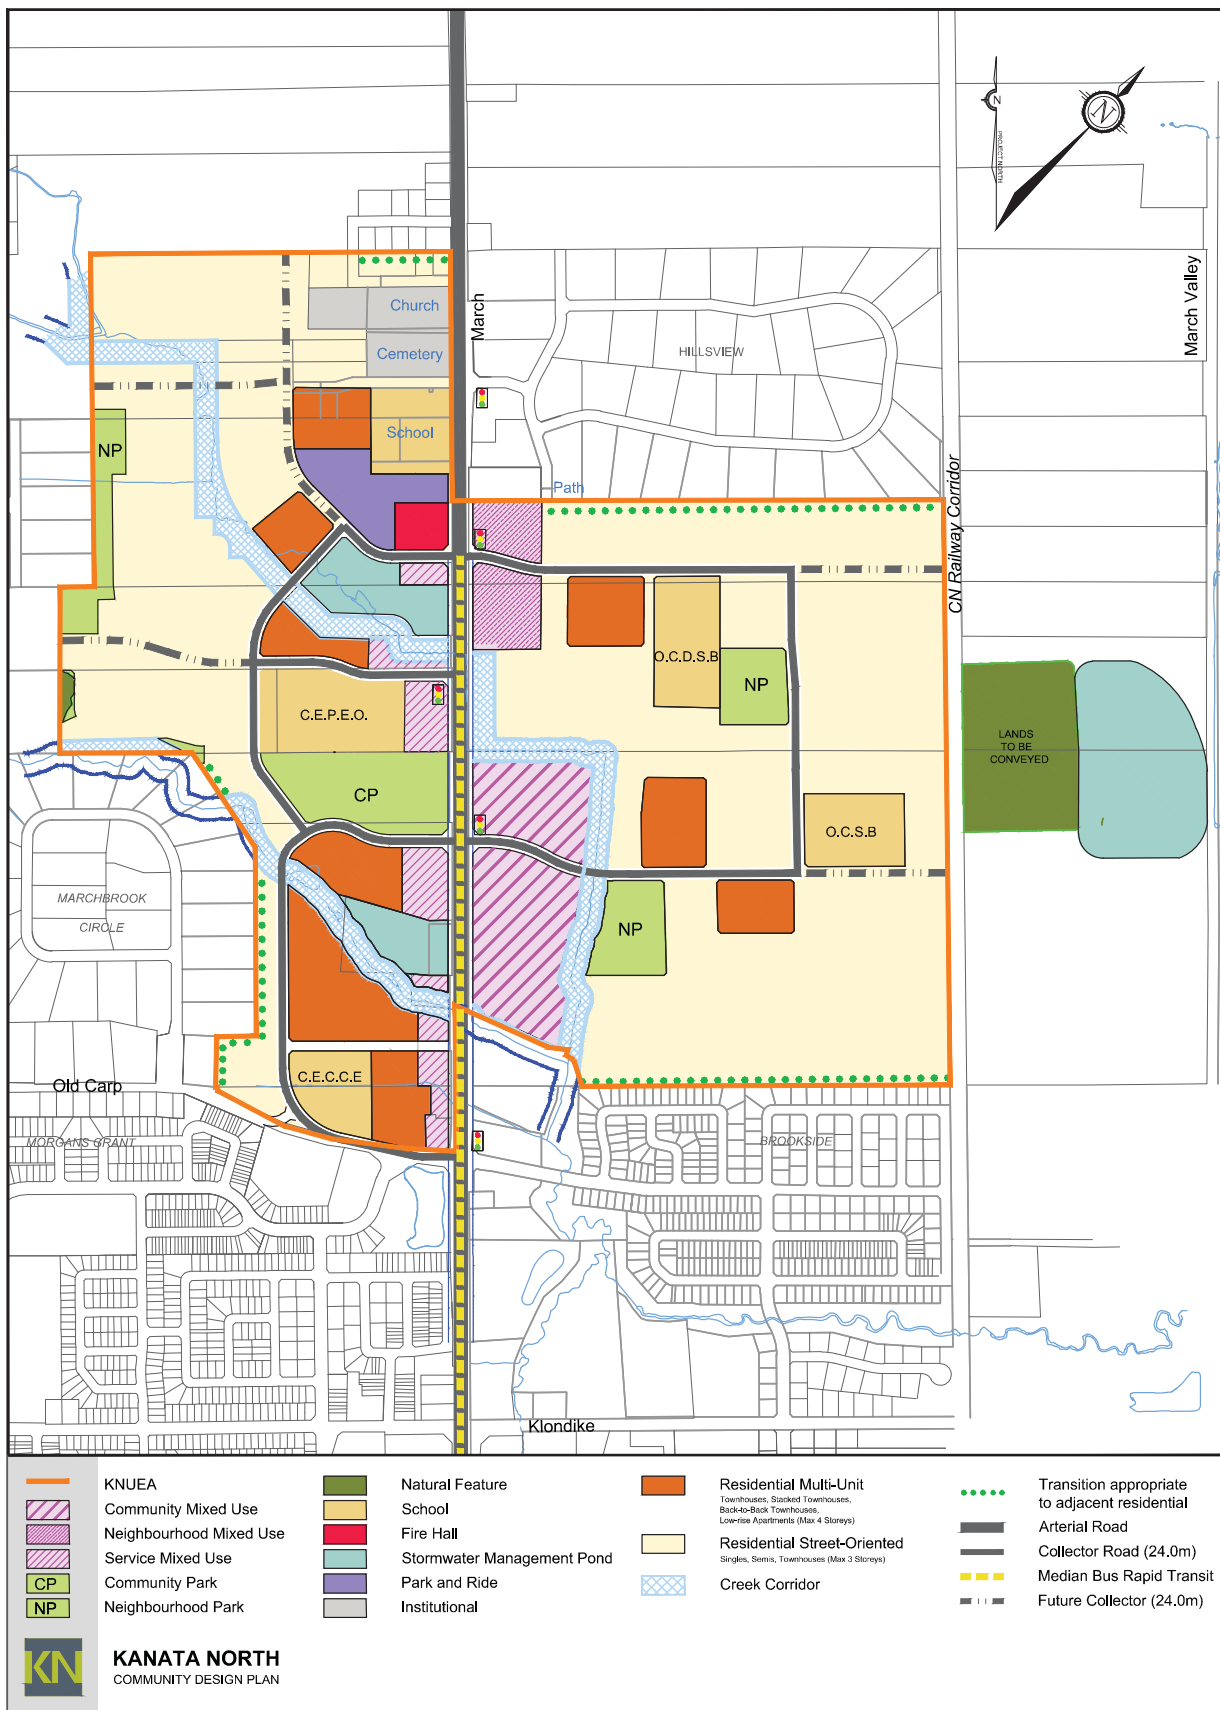 N
PROJECT NORTH
N
March
March Valley
Church
Cemetery
HILLSVIEW
School
NP
Path
CN Railway Corridor
O.C.D.S.B
NP
C.E.P.E.O.
LANDS
TO BE
CONVEYED
CP
O.C.S.B
MARCHBROOK
CIRCLE
NP
C.E.C.C.E
Old Carp
MORGANS GRANT
BROOKSIDE
Klondike
KNUEA
Community Mixed Use
Neighbourhood Mixed Use
Service Mixed Use
CP
Community Park
NP
Neighbourhood Park
Natural Feature
School
Fire Hall
Stormwater Management Pond
Park and Ride
Institutional
Residential Multi-Unit
Townhouses, Stacked Townhouses,
Back-to-Back Townhouses,
Low-rise Apartments (Max 4 Storeys)
Residential Street-Oriented
Singles, Semis, Townhouses (Max 3 Storeys)
Creek Corridor
Transition appropriate
to adjacent residential
Arterial Road
Collector Road (24.0m)
Median Bus Rapid Transit
Future Collector (24.0m)
KN
KANATA NORTH
COMMUNITY DESIGN PLAN